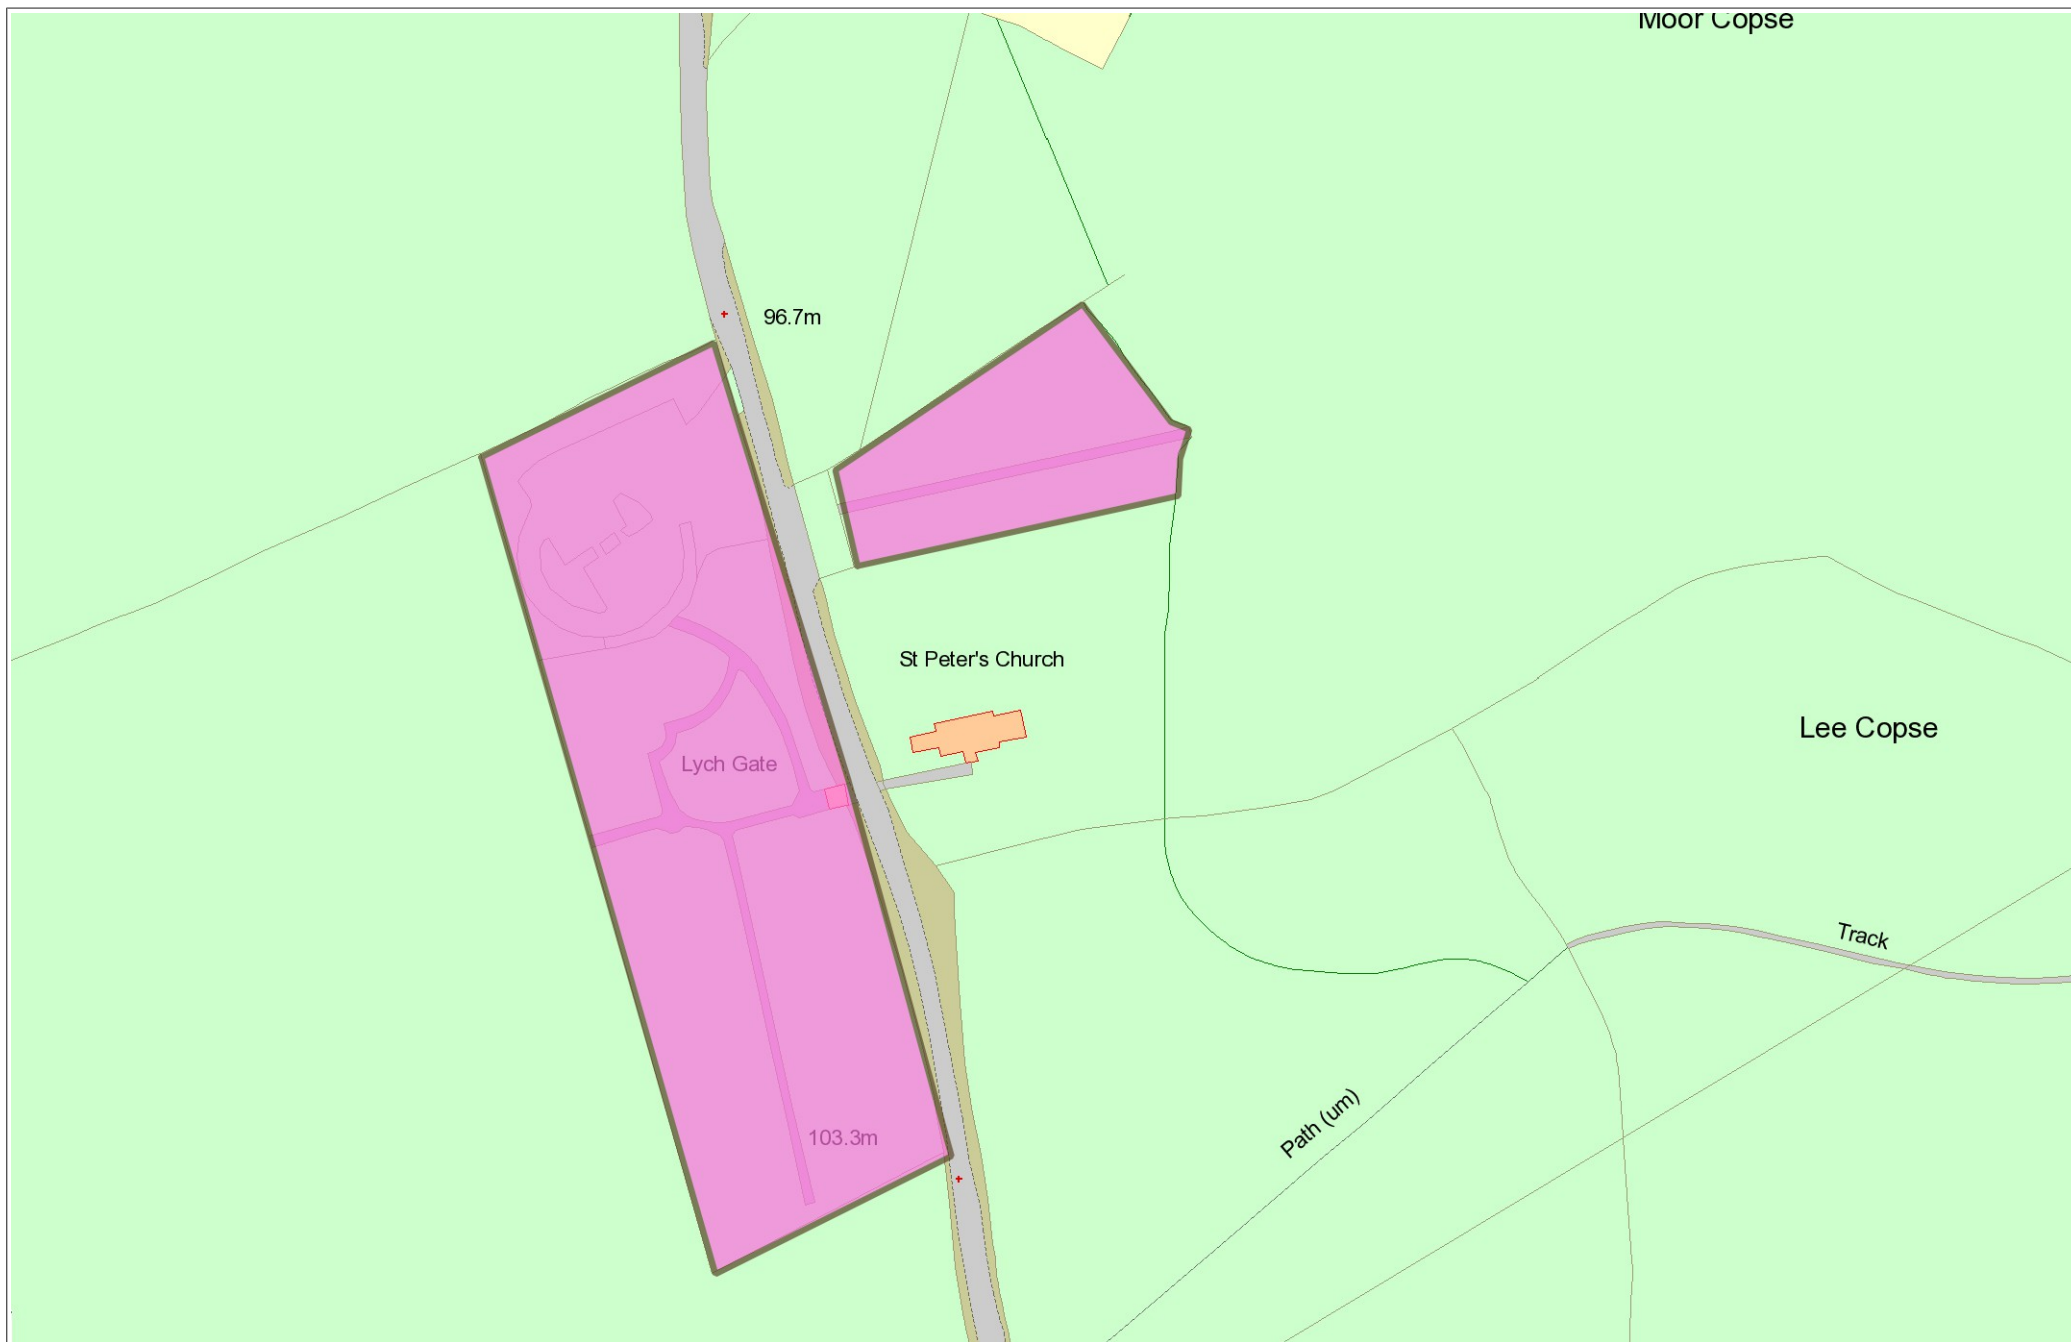 Moor Copse
96.7m
St Peter's Church
Lee Copse
Lych Gate
Track
Path (um)
103.3m